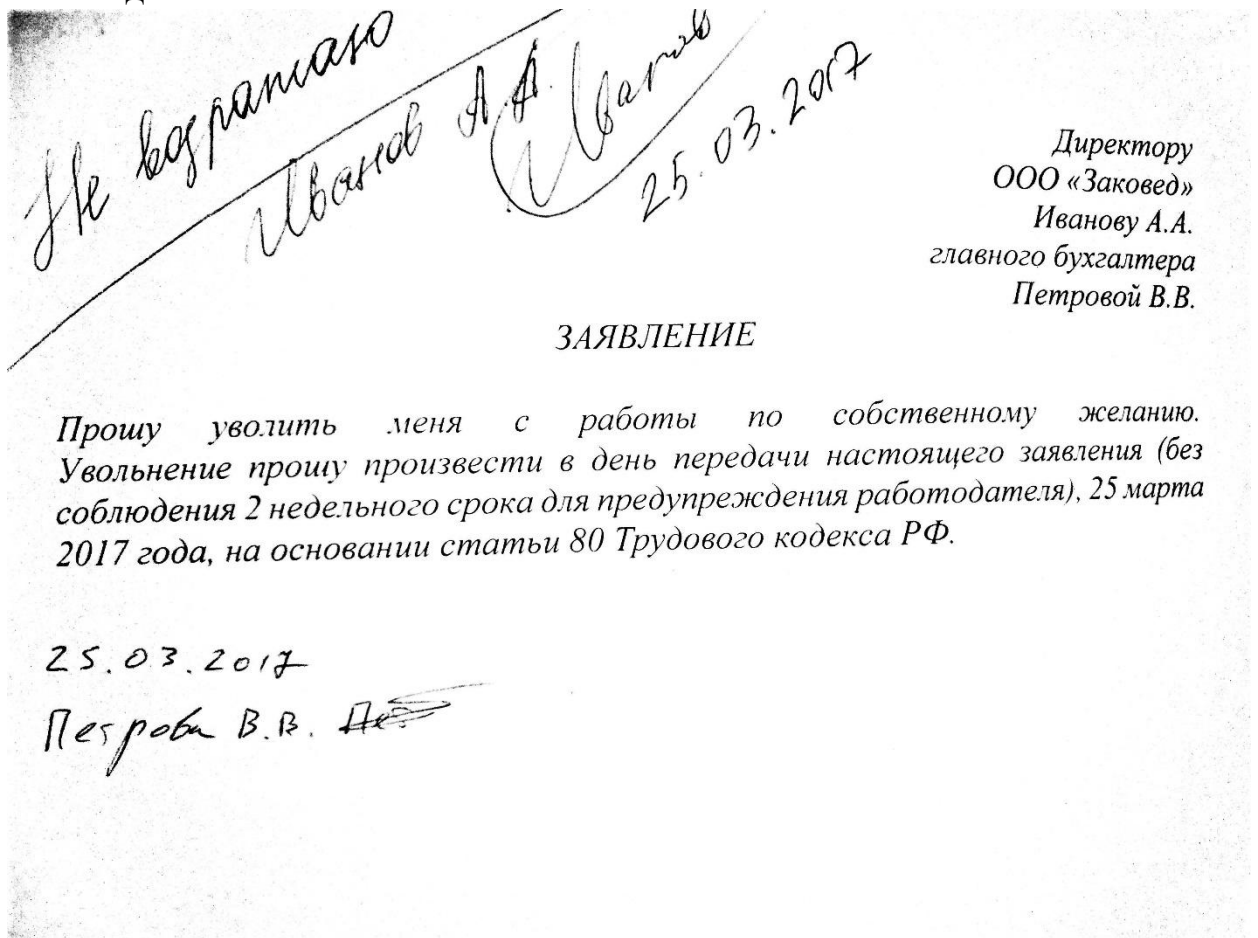 Не возражаю
Иванов А.А. Иванов
25.03.2017
Директору
ООО «Заковед»
Иванову А.А.
главного бухгалтера
Петровой В.В.
ЗАЯВЛЕНИЕ
Прошу уволить меня с работы по собственному желанию.
Увольнение прошу произвести в день передачи настоящего заявления (без
соблюдения 2 недельного срока для предупреждения работодателя), 25 марта
2017 года, на основании статьи 80 Трудового кодекса РФ.
25.03.2017
Петрова В.В.